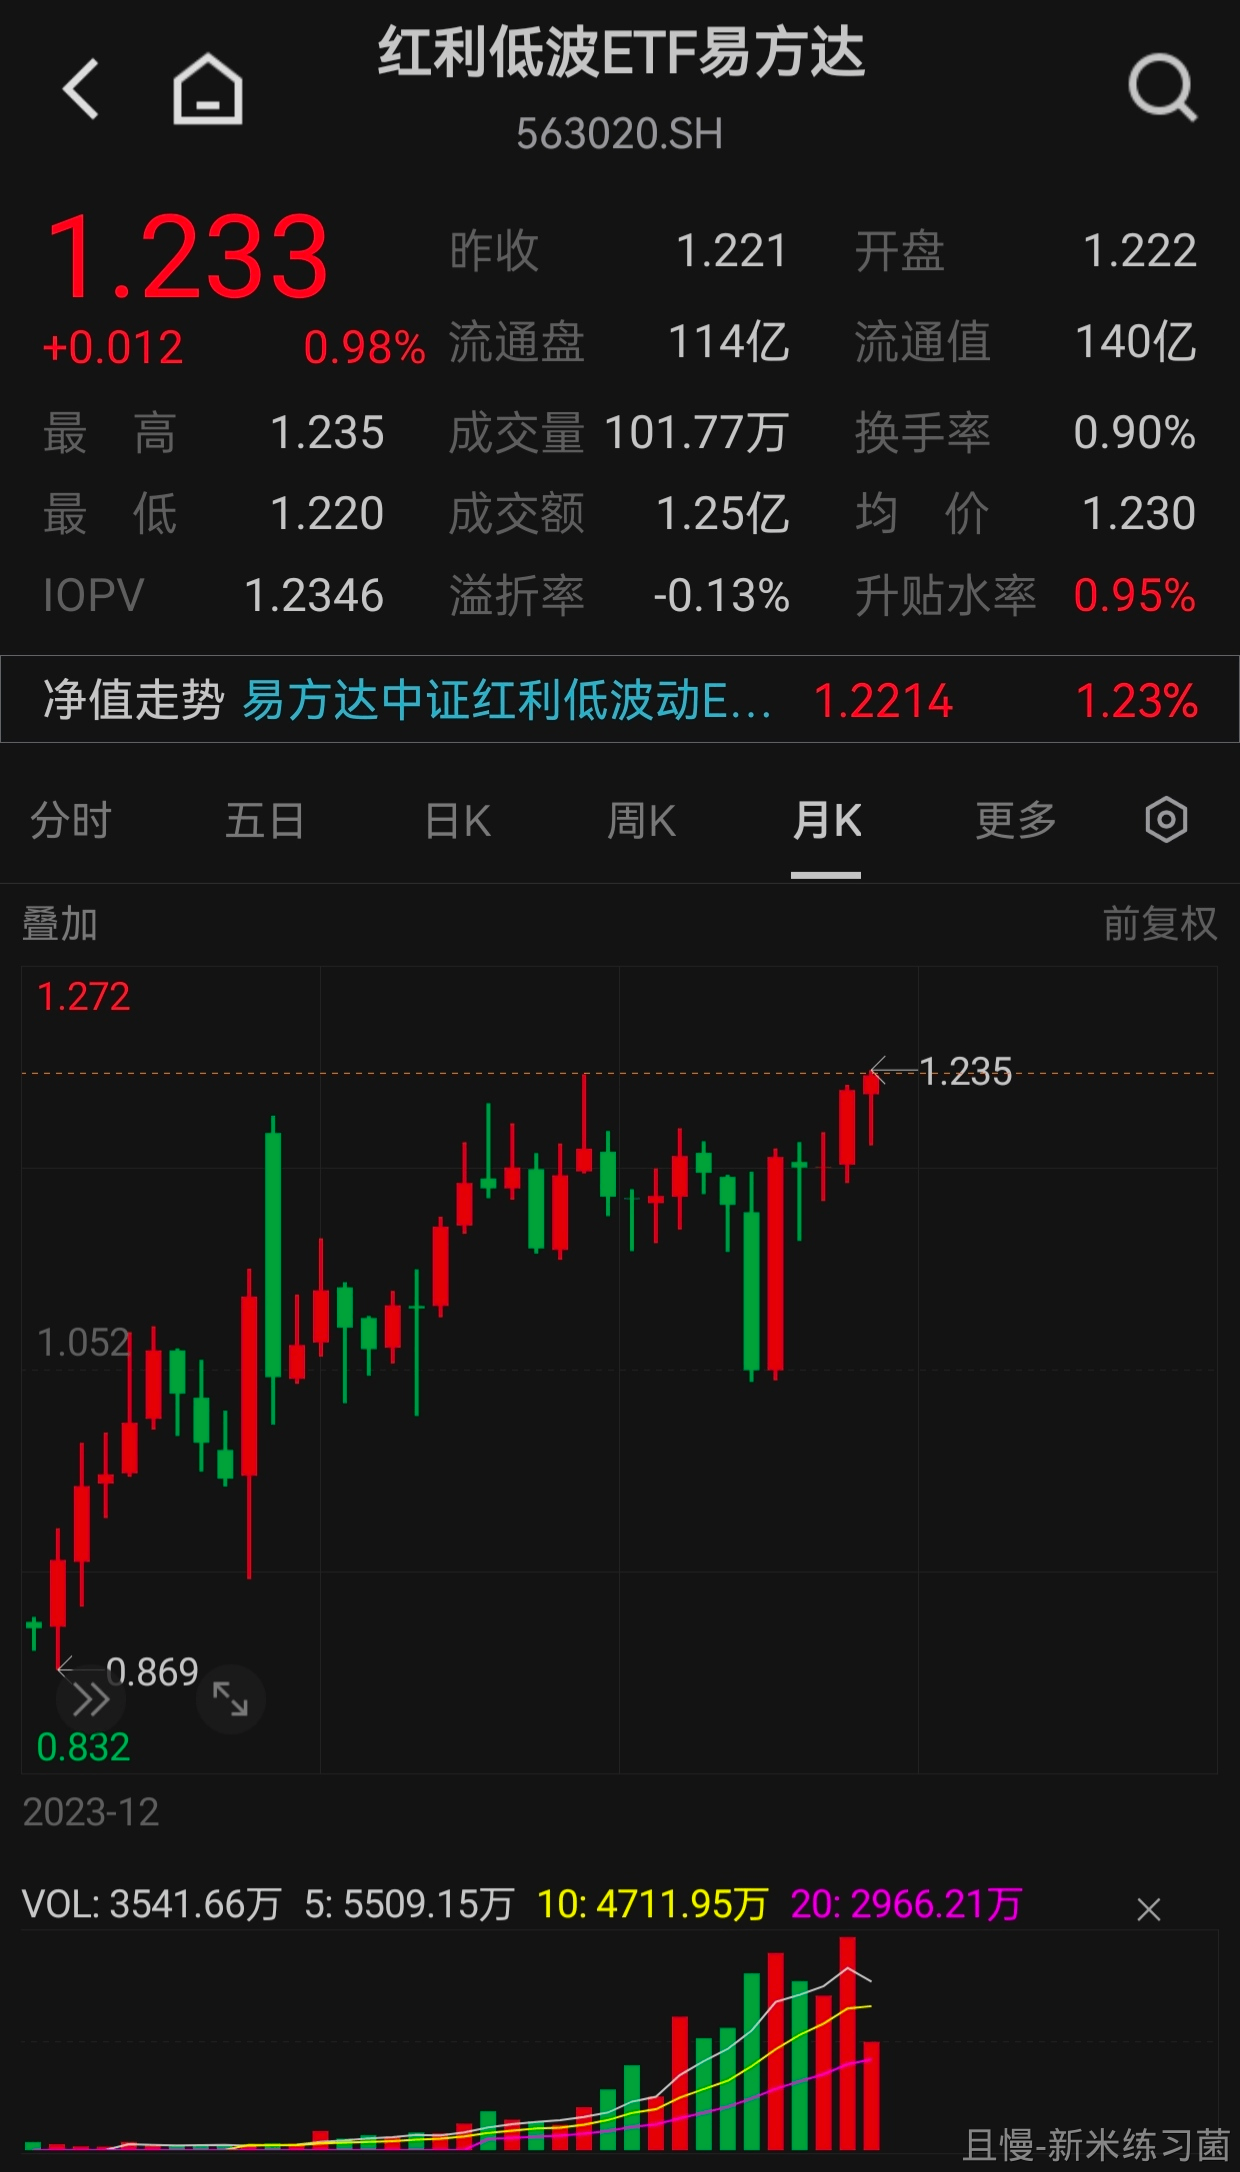 红利低波ETF易方达
563020.SH
1.233 昨收 1.221 开盘 1.222
+0.012 0.98% 流通盘 114亿 流通值 140亿
最高 1.235 成交量 101.77万 换手率 0.90%
最低 1.220 成交额 1.25亿 均价 1.230
IOPV 1.2346 溢折率 -0.13% 升贴水率 0.95%
净值走势 易方达中证红利低波动E... 1.2214 1.23%
分时 五日 日K 周K 月K 更多
叠加 前复权
1.272
1.235
1.052
0.869
0.832
2023-12
VOL: 3541.66万 5: 5509.15万 10: 4711.95万 20: 2966.21万
且慢-新米练习菌